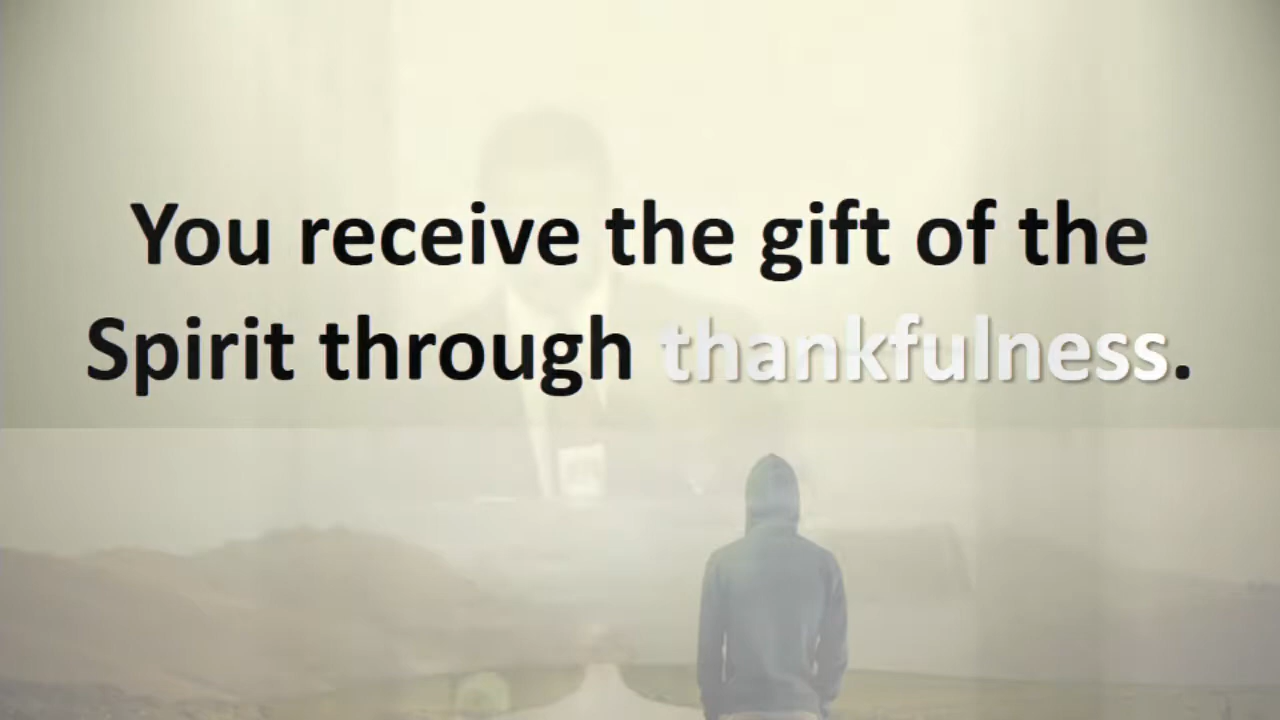 You receive the gift of the
Spirit through thankfulness.